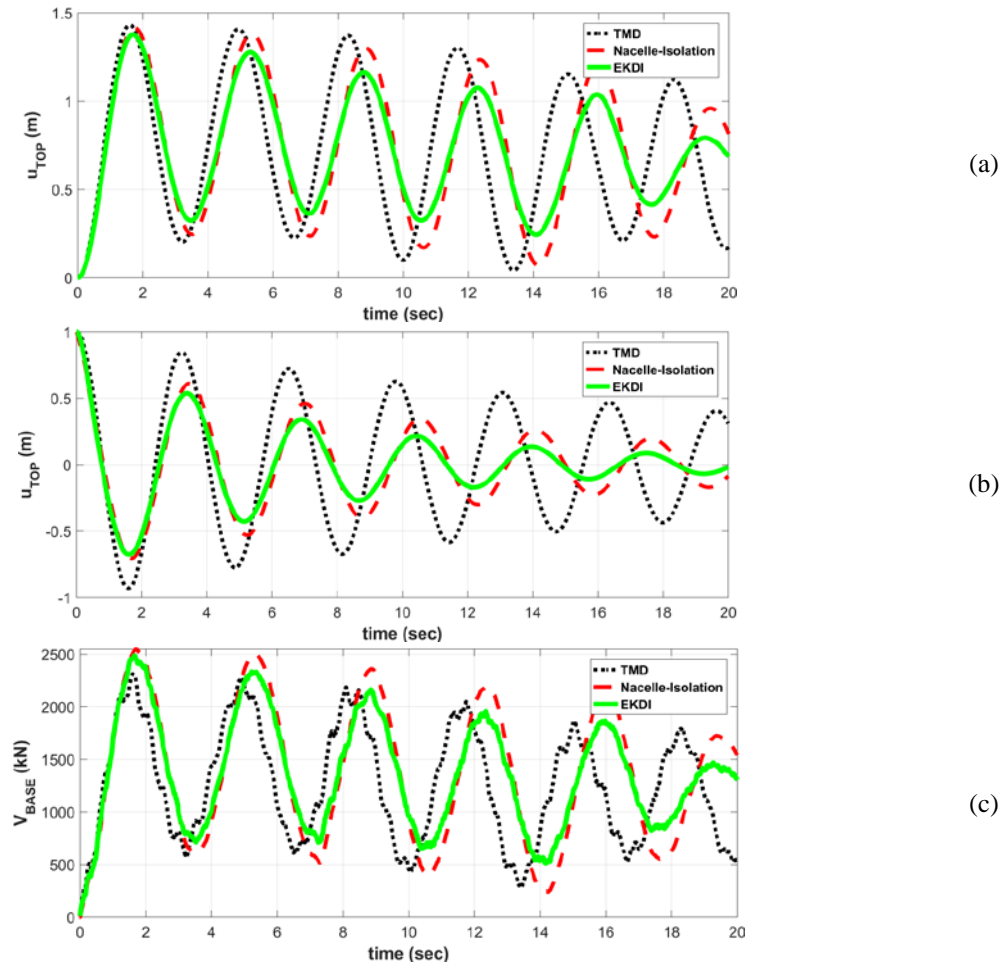 1.5
1
0.5
0
u_TOP (m)
TMD
Nacelle-Isolation
EKDI
0 2 4 6 8 10 12 14 16 18 20
time (sec)
(a)
1
0.5
0
-0.5
-1
u_TOP (m)
TMD
Nacelle-Isolation
EKDI
0 2 4 6 8 10 12 14 16 18 20
time (sec)
(b)
2500
2000
1500
1000
500
0
V_BASE (kN)
TMD
Nacelle-Isolation
EKDI
0 2 4 6 8 10 12 14 16 18 20
time (sec)
(c)